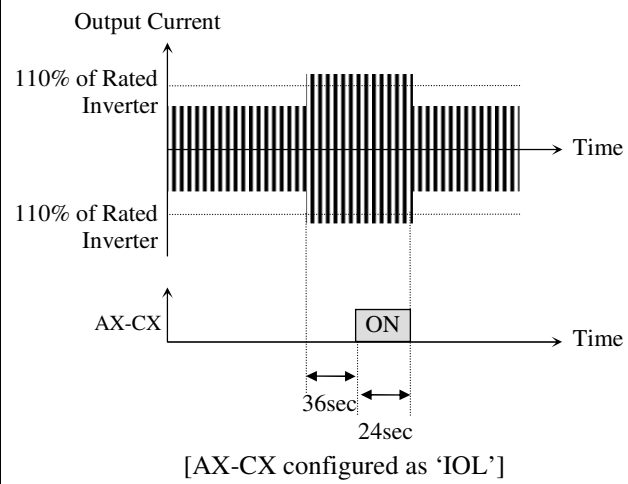 Output Current
110% of Rated
Inverter
Time
110% of Rated
Inverter
AX-CX
ON
Time
36sec
24sec
[AX-CX configured as ‘IOL’]